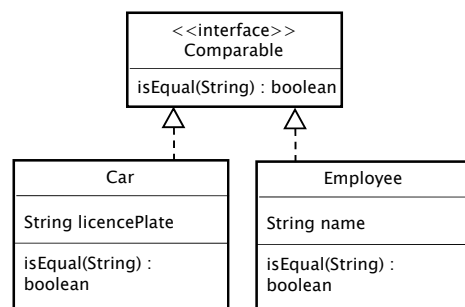 <<interface>>
Comparable
isEqual(String) : boolean
Car
String licencePlate
isEqual(String) :
boolean
Employee
String name
isEqual(String) :
boolean